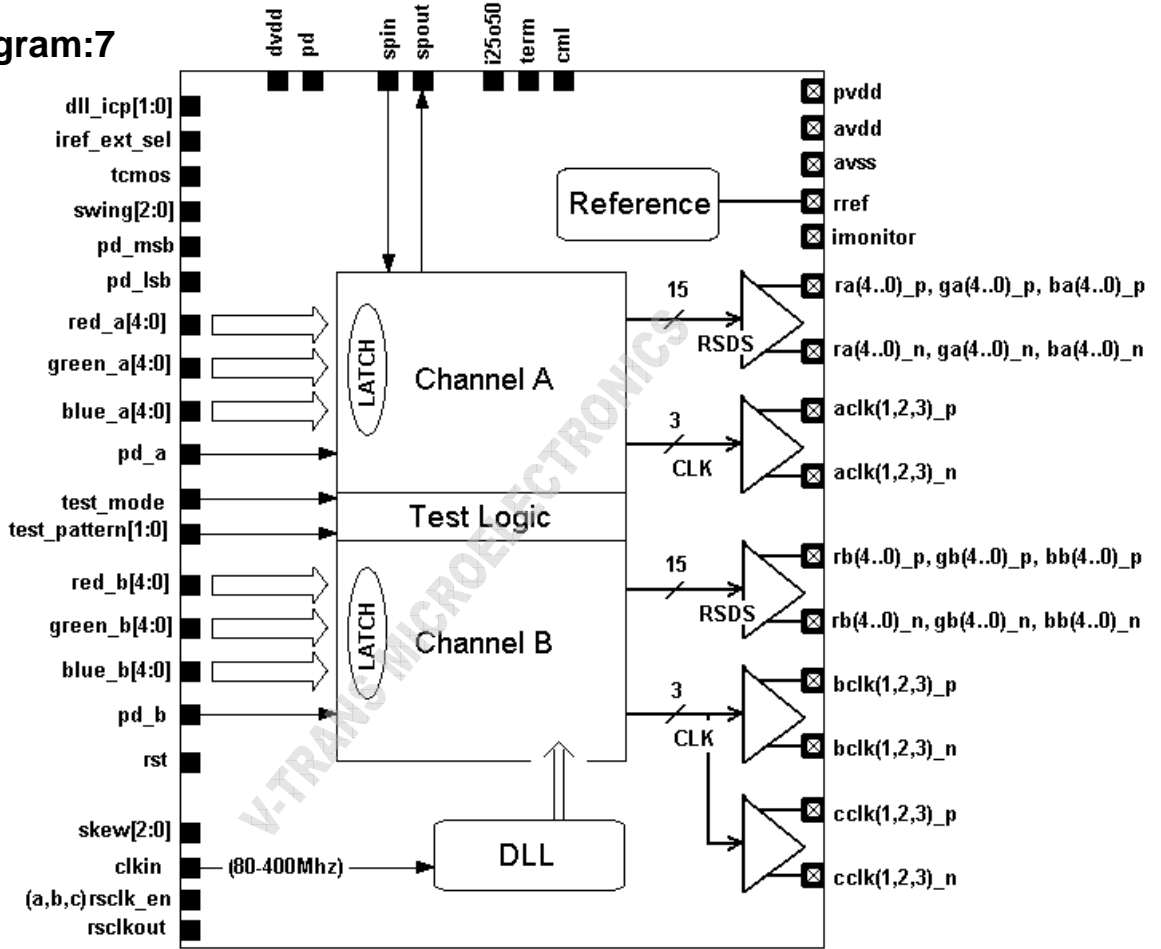 gram:7
dvdd
pd
spin
spout
i25o50
term
cml
dll_icp[1:0]
iref_ext_sel
tcmos
swing[2:0]
pd_msb
pd_lsb
red_a[4:0]
green_a[4:0]
blue_a[4:0]
pd_a
test_mode
test_pattern[1:0]
red_b[4:0]
green_b[4:0]
blue_b[4:0]
pd_b
rst
skew[2:0]
clkin
(80-400Mhz)
(a,b,c)rsclk_en
rsclkout
Reference
LATCH
Channel A
Test Logic
LATCH
Channel B
DLL
15
RSDS
3
CLK
15
RSDS
3
CLK
pvdd
avdd
avss
rref
imonitor
ra(4..0)_p, ga(4..0)_p, ba(4..0)_p
ra(4..0)_n, ga(4..0)_n, ba(4..0)_n
aclk(1,2,3)_p
aclk(1,2,3)_n
rb(4..0)_p, gb(4..0)_p, bb(4..0)_p
rb(4..0)_n, gb(4..0)_n, bb(4..0)_n
bclk(1,2,3)_p
bclk(1,2,3)_n
cclk(1,2,3)_p
cclk(1,2,3)_n
V-TRANS MICROELECTRONICS